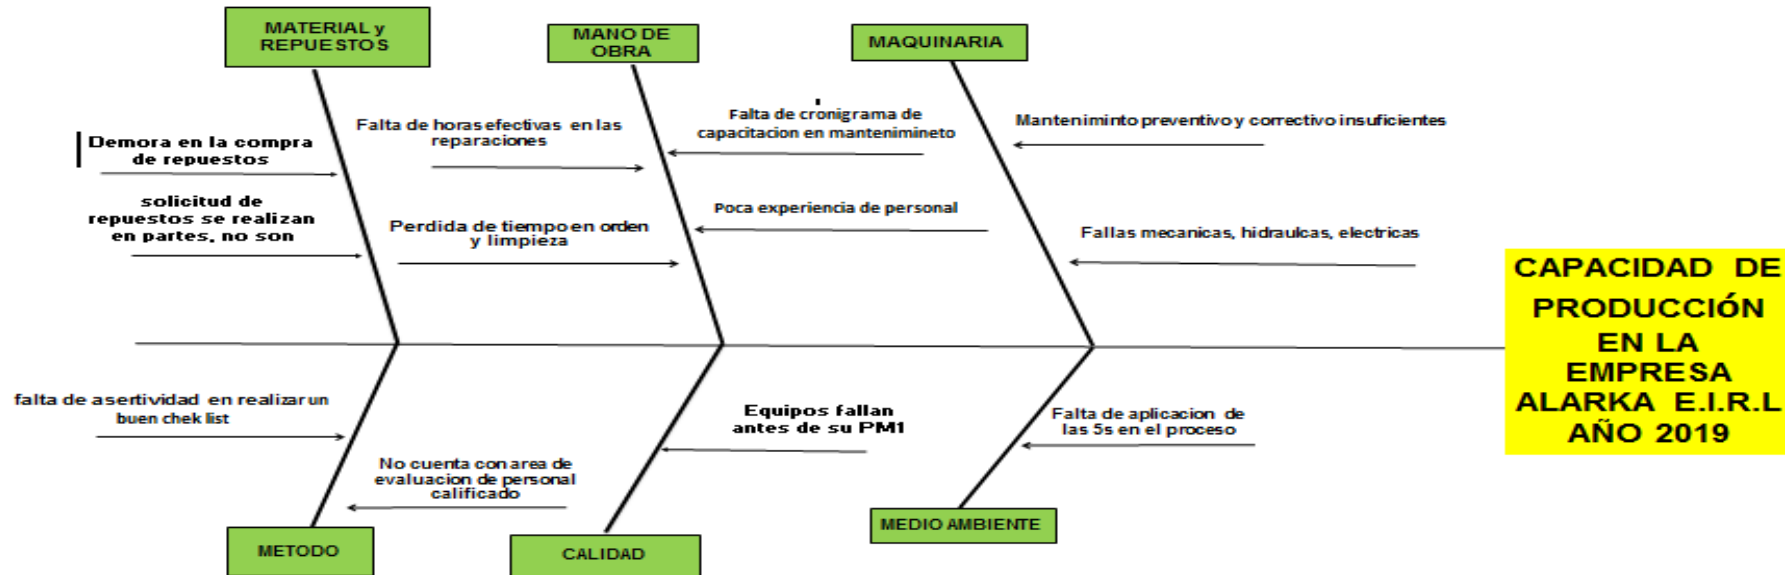 MATERIAL y
REPUESTOS
MANO DE
OBRA
MAQUINARIA
Demora en la compra
de repuestos
solicitud de
repuestos se realizan
en partes, no son
Falta de horas efectivas en las
reparaciones
Perdida de tiempo en orden
y limpieza
Falta de cronigrama de
capacitacion en mantenimineto
Poca experiencia de personal
Manteniminto preventivo y correctivo insuficientes
Fallas mecanicas, hidraulcas, electricas
CAPACIDAD DE
PRODUCCIÓN
EN LA
EMPRESA
ALARKA E.I.R.L
AÑO 2019
falta de asertividad en realizar un
buen chek list
No cuenta con area de
evaluacion de personal
calificado
Equipos fallan
antes de su PM1
Falta de aplicacion de
las 5s en el proceso
METODO
CALIDAD
MEDIO AMBIENTE